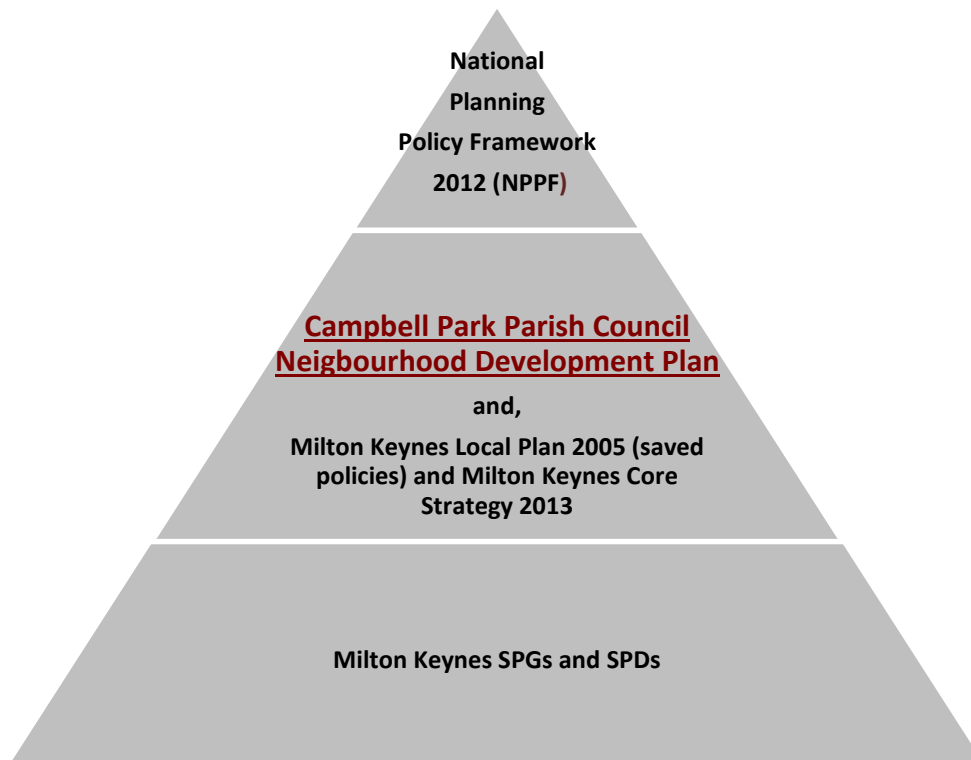 National
Planning
Policy Framework
2012 (NPPF)
Campbell Park Parish Council
Neigbourhood Development Plan
and,
Milton Keynes Local Plan 2005 (saved
policies) and Milton Keynes Core
Strategy 2013
Milton Keynes SPGs and SPDs